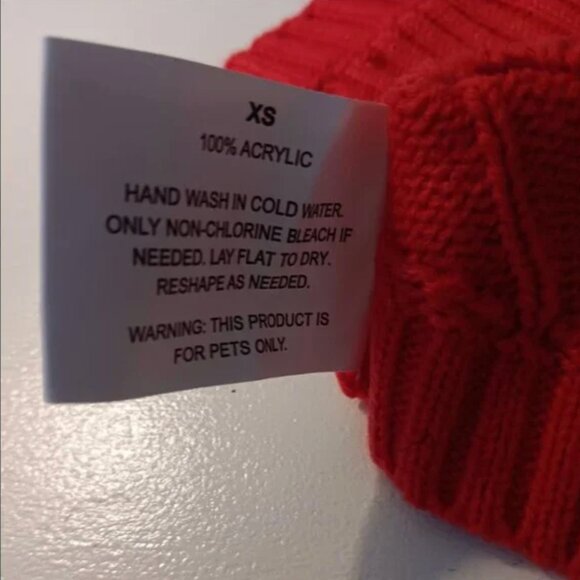 XS
100% ACRYLIC
HAND WASH IN COLD WATER.
ONLY NON-CHLORINE BLEACH IF
NEEDED. LAY FLAT TO DRY.
RESHAPE AS NEEDED.
WARNING: THIS PRODUCT IS
FOR PETS ONLY.